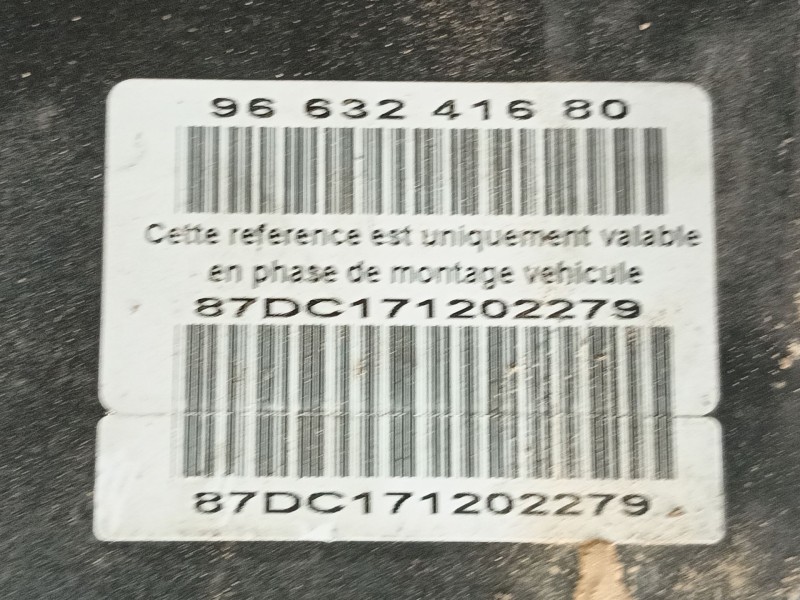 96 632 416 80
Cette reference est uniquement valable
en phase de montage vehicule
87DC171202279
87DC171202279